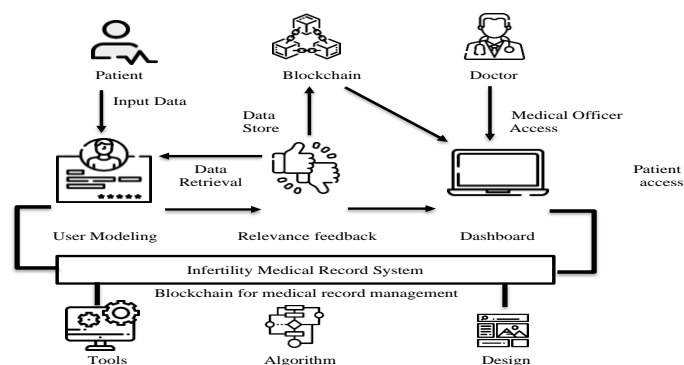 Patient
Blockchain
Doctor
Input Data
Data
Store
Medical Officer
Access
Data
Retrieval
Patient
access
User Modeling
Relevance feedback
Dashboard
Infertility Medical Record System
Blockchain for medical record management
Tools
Algorithm
Design